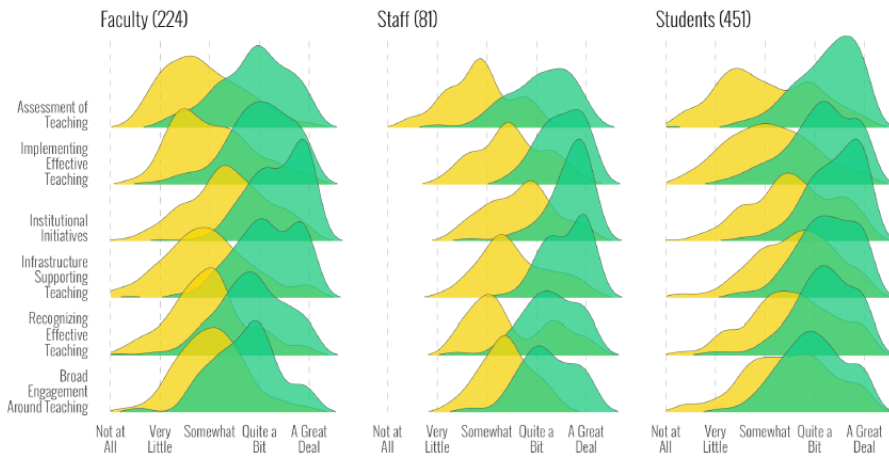 Faculty (224)
Staff (81)
Students (451)
Assessment of
Teaching
Implementing
Effective
Teaching
Institutional
Initiatives
Infrastructure
Supporting
Teaching
Recognizing
Effective
Teaching
Broad
Engagement
Around Teaching
Not at
All
Very
Little
Somewhat
Quite a
Bit
A Great
Deal
Not at
All
Very
Little
Somewhat
Quite a
Bit
A Great
Deal
Not at
All
Very
Little
Somewhat
Quite a
Bit
A Great
Deal